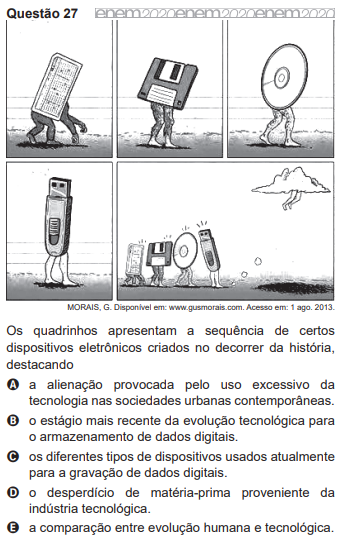 Questão 27 enem2020enem2020enem2020
MORAIS, G. Disponível em: www.gusmorais.com. Acesso em: 1 ago. 2013.
Os quadrinhos apresentam a sequência de certos
dispositivos eletrônicos criados no decorrer da história,
destacando
A a alienação provocada pelo uso excessivo da
tecnologia nas sociedades urbanas contemporâneas.
B o estágio mais recente da evolução tecnológica para
o armazenamento de dados digitais.
C os diferentes tipos de dispositivos usados atualmente
para a gravação de dados digitais.
D o desperdício de matéria-prima proveniente da
indústria tecnológica.
E a comparação entre evolução humana e tecnológica.